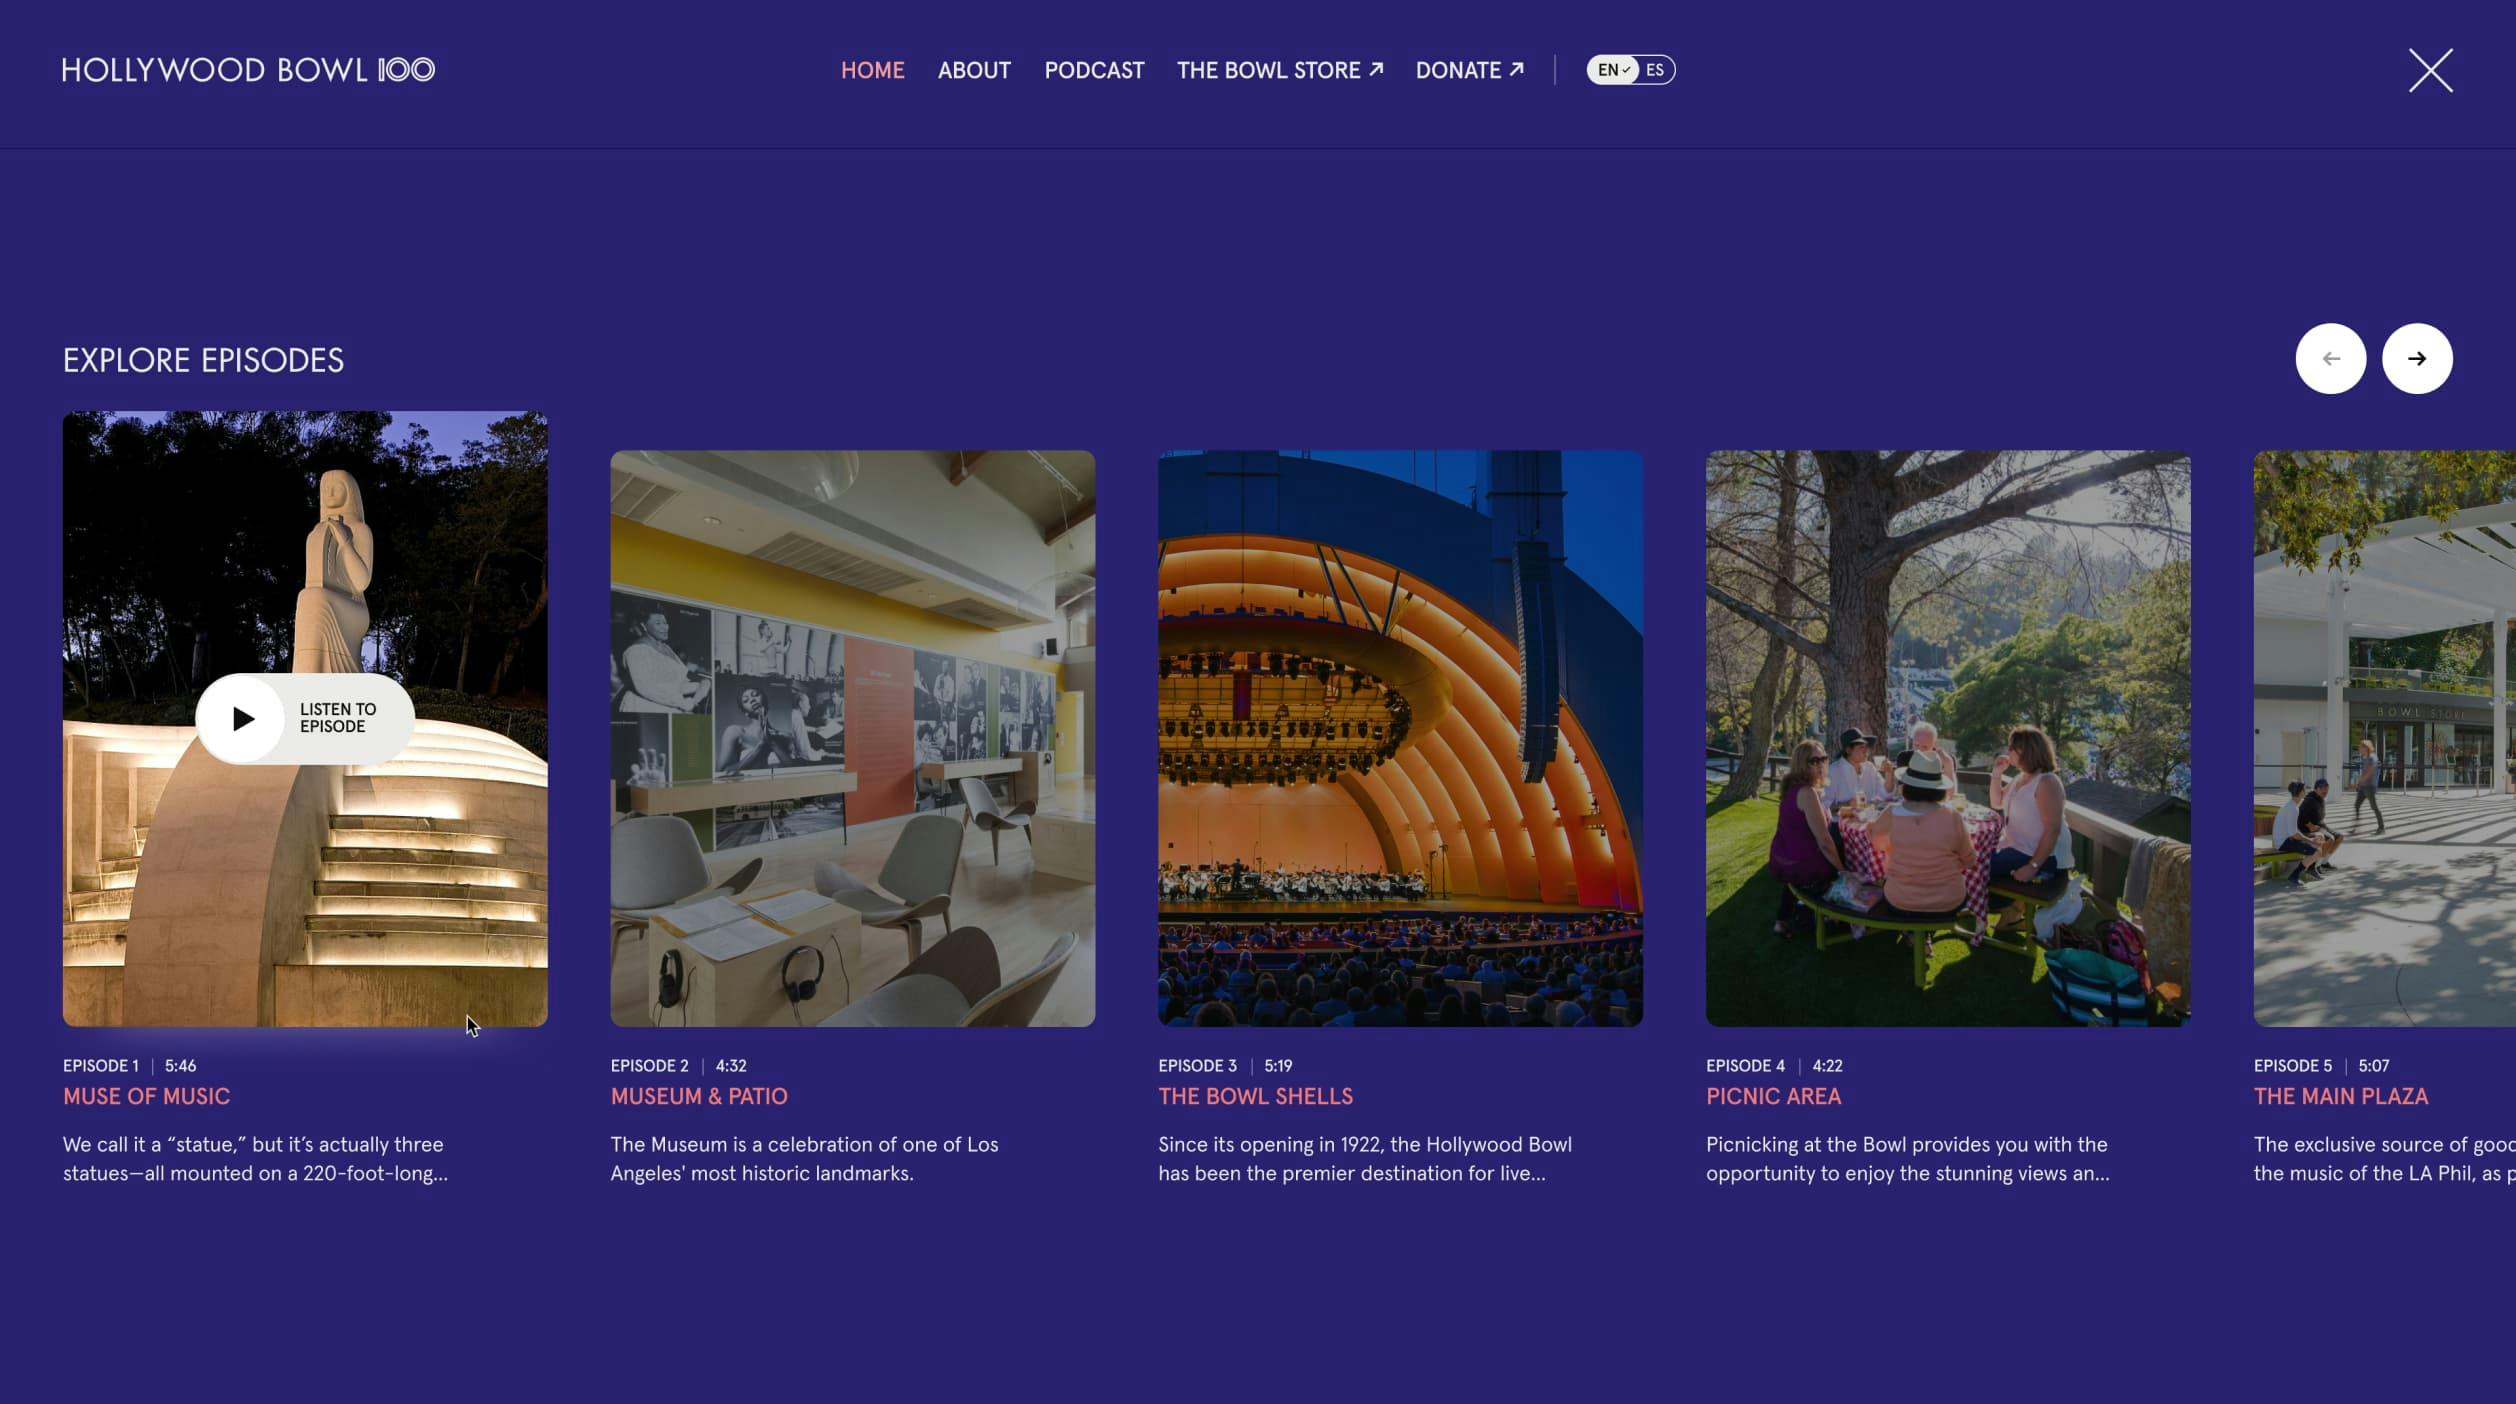 HOLLYWOOD BOWL 100
HOME
ABOUT
PODCAST
THE BOWL STORE ↗
DONATE ↗
EN ✓
ES
EXPLORE EPISODES
LISTEN TO
EPISODE
EPISODE 1 | 5:46
MUSE OF MUSIC
We call it a “statue,” but it’s actually three
statues—all mounted on a 220-foot-long...
EPISODE 2 | 4:32
MUSEUM & PATIO
The Museum is a celebration of one of Los
Angeles' most historic landmarks.
EPISODE 3 | 5:19
THE BOWL SHELLS
Since its opening in 1922, the Hollywood Bowl
has been the premier destination for live...
EPISODE 4 | 4:22
PICNIC AREA
Picnicking at the Bowl provides you with the
opportunity to enjoy the stunning views an...
BOWL STORE
EPISODE 5 | 5:07
THE MAIN PLAZA
The exclusive source of good
the music of the LA Phil, as p